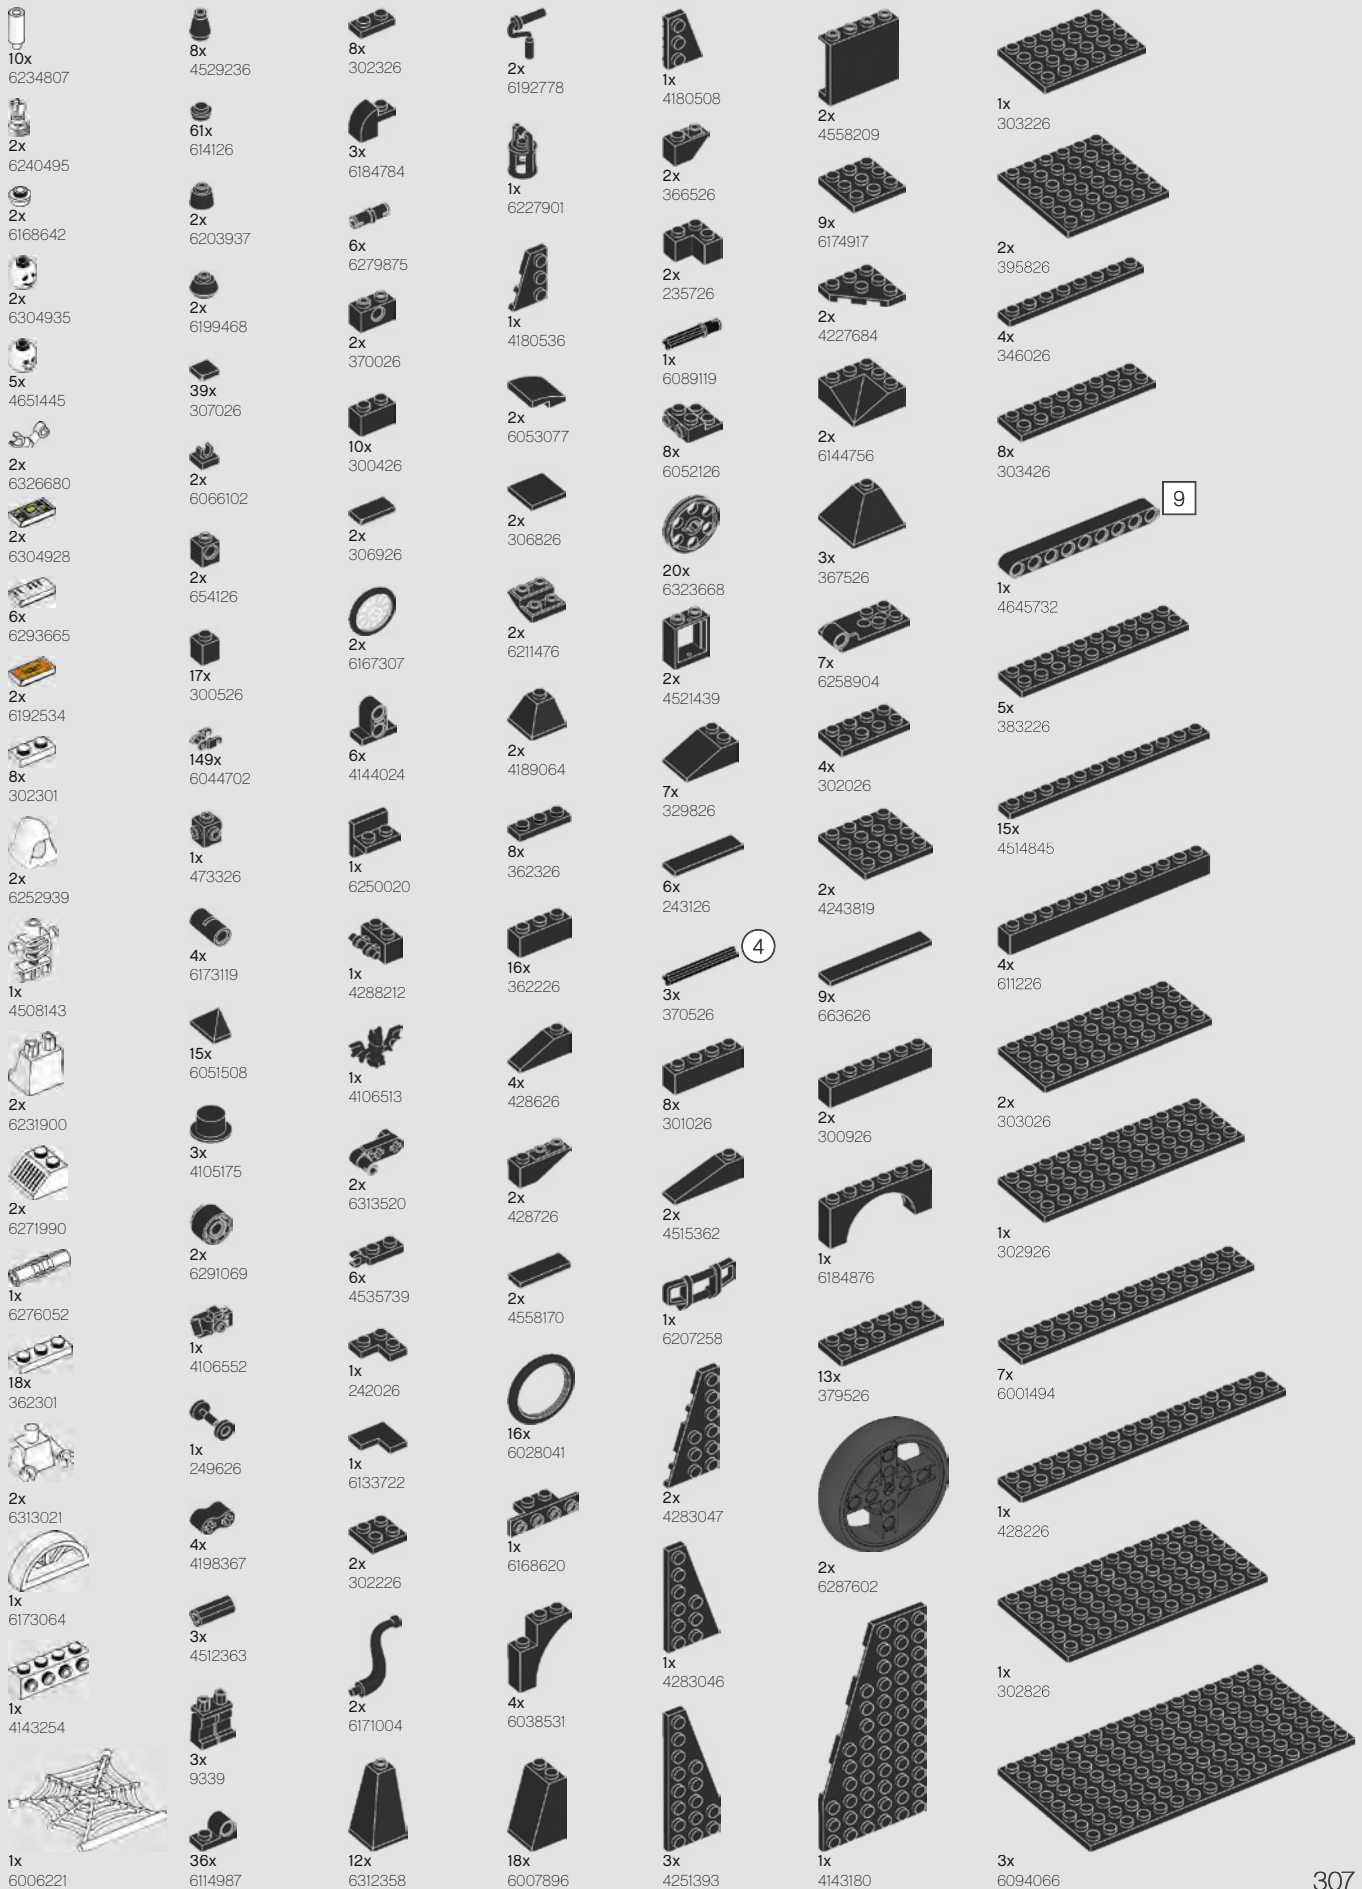 10x
6234807
2x
6240495
2x
6168642
2x
6304935
5x
4651445
2x
6326680
2x
6304928
6x
6293665
2x
6192534
8x
302301
2x
6252939
1x
4508143
2x
6231900
2x
6271990
1x
6276052
18x
362301
2x
6313021
1x
6173064
1x
4143254
1x
6006221
8x
4529236
61x
614126
2x
6203937
2x
6199468
39x
307026
2x
6066102
2x
654126
17x
300526
149x
6044702
1x
473326
4x
6173119
15x
6051508
3x
4105175
2x
6291069
1x
4106552
1x
249626
4x
4198367
3x
4512363
3x
9339
36x
6114987
8x
302326
3x
6184784
6x
6279875
2x
370026
10x
300426
2x
306926
2x
6167307
6x
4144024
1x
6250020
1x
4288212
1x
4106513
2x
6313520
6x
4535739
1x
242026
1x
6133722
2x
302226
2x
6171004
12x
6312358
2x
6192778
1x
6227901
1x
4180536
2x
6053077
2x
306826
2x
6211476
2x
4189064
8x
362326
16x
362226
4x
428626
2x
428726
2x
4558170
16x
6028041
1x
6168620
4x
6038531
18x
6007896
1x
4180508
2x
366526
2x
235726
1x
6089119
8x
6052126
20x
6323668
2x
4521439
7x
329826
6x
243126
4
3x
370526
8x
301026
2x
4515362
1x
6207258
2x
4283047
1x
4283046
3x
4251393
2x
4558209
9x
6174917
2x
4227684
2x
6144756
3x
367526
7x
6258904
4x
302026
2x
4243819
9x
663626
2x
300926
1x
6184876
13x
379526
2x
6287602
1x
4143180
1x
303226
2x
395826
4x
346026
8x
303426
9
1x
4645732
5x
383226
15x
4514845
4x
611226
2x
303026
1x
302926
7x
6001494
1x
428226
1x
302826
3x
6094066
307